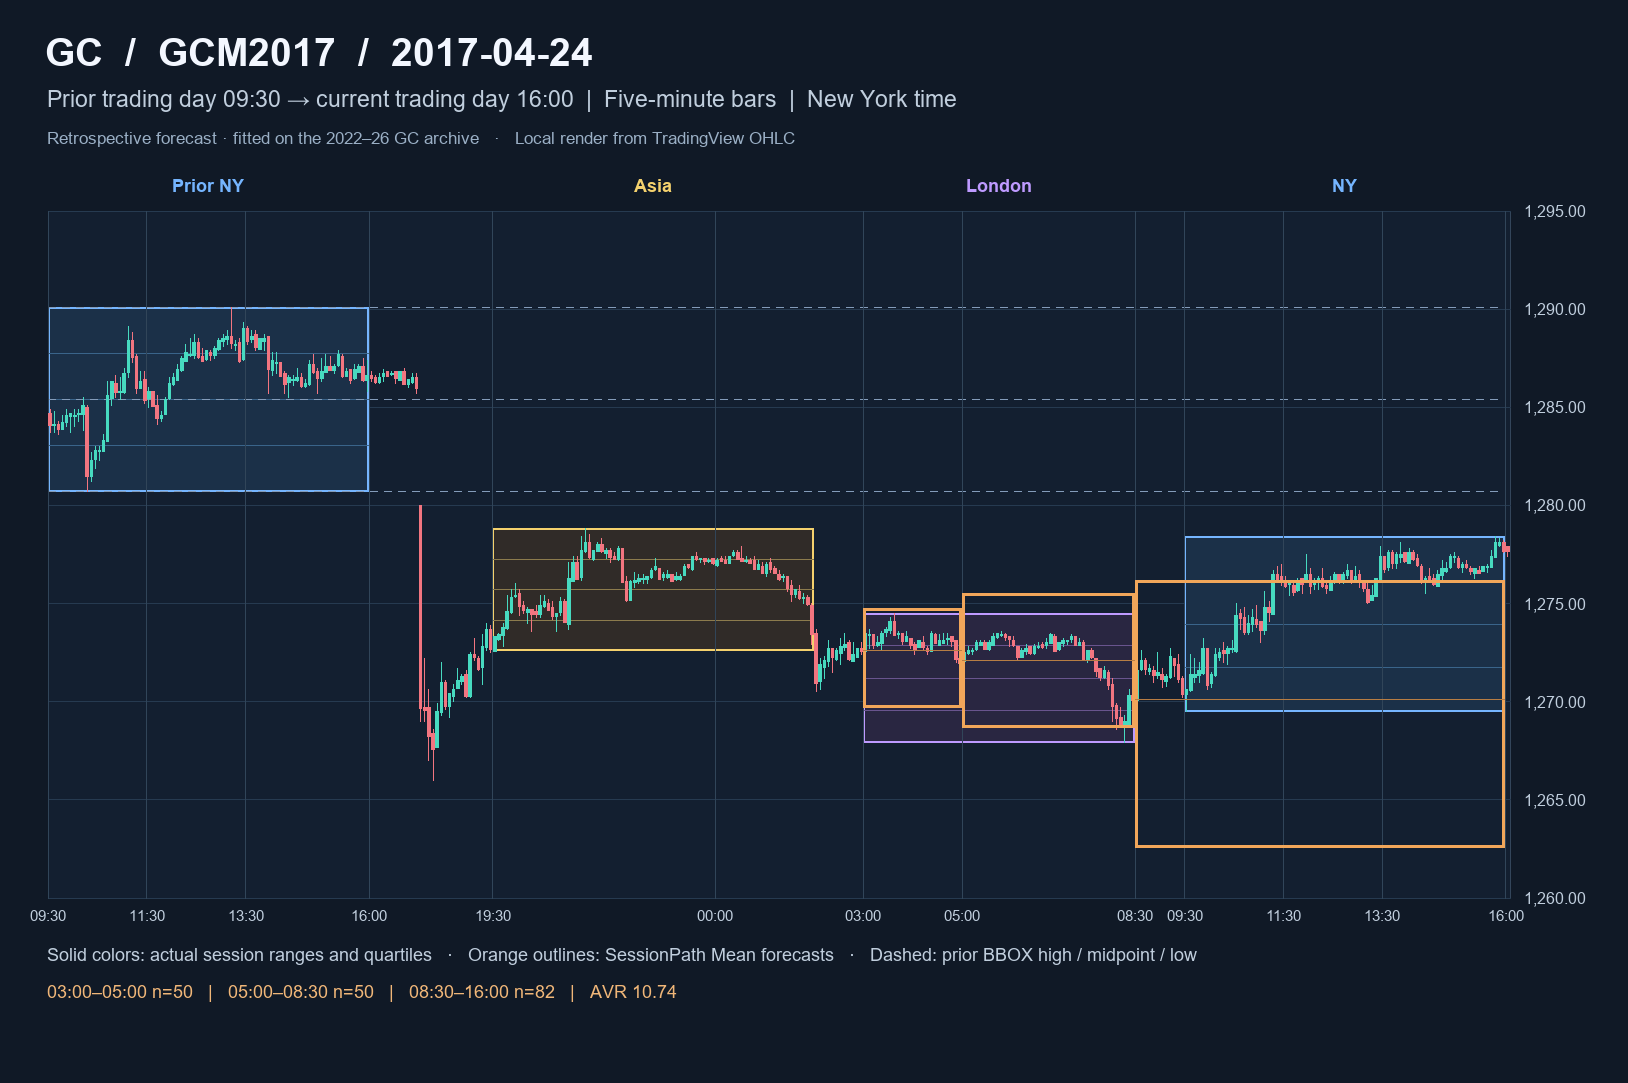 GC / GCM2017 / 2017-04-24
Prior trading day 09:30 → current trading day 16:00 | Five-minute bars | New York time
Retrospective forecast · fitted on the 2022–26 GC archive · Local render from TradingView OHLC
Prior NY Asia London NY
1,295.00
1,290.00
1,285.00
1,280.00
1,275.00
1,270.00
1,265.00
1,260.00
09:30 11:30 13:30 16:00 19:30 00:00 03:00 05:00 08:30 09:30 11:30 13:30 16:00
Solid colors: actual session ranges and quartiles · Orange outlines: SessionPath Mean forecasts · Dashed: prior BBOX high / midpoint / low
03:00–05:00 n=50 | 05:00–08:30 n=50 | 08:30–16:00 n=82 | AVR 10.74